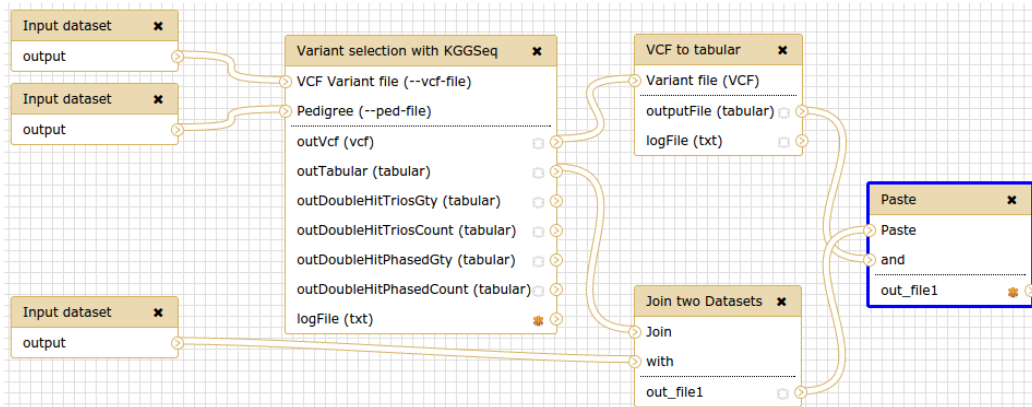 Input dataset
output
Input dataset
output
Input dataset
output
Variant selection with KGGSeq
VCF Variant file (--vcf-file)
Pedigree (--ped-file)
outVcf (vcf)
outTabular (tabular)
outDoubleHitTriosGty (tabular)
outDoubleHitTriosCount (tabular)
outDoubleHitPhasedGty (tabular)
outDoubleHitPhasedCount (tabular)
logFile (txt)
VCF to tabular
Variant file (VCF)
outputFile (tabular)
logFile (txt)
Join two Datasets
Join
with
out_file1
Paste
Paste
and
out_file1